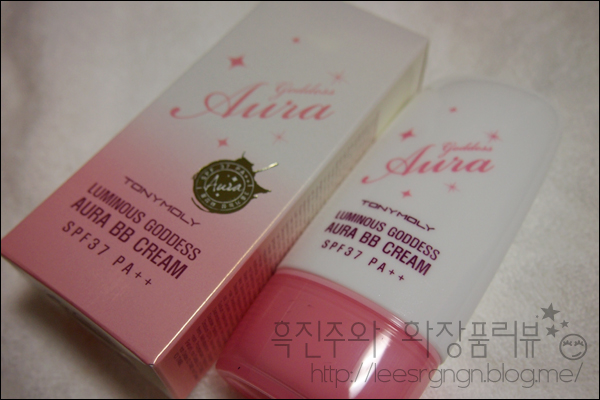 Goddess
Aura
Aura
TONYMOLY
LUMINOUS GODDESS
AURA BB CREAM
SPF37 PA++
Goddess
Aura
TONYMOLY
LUMINOUS GODDESS
AURA BB CREAM
SPF37 PA++
흑진주와 화장품리뷰
http://leesrgngn.blog.me/